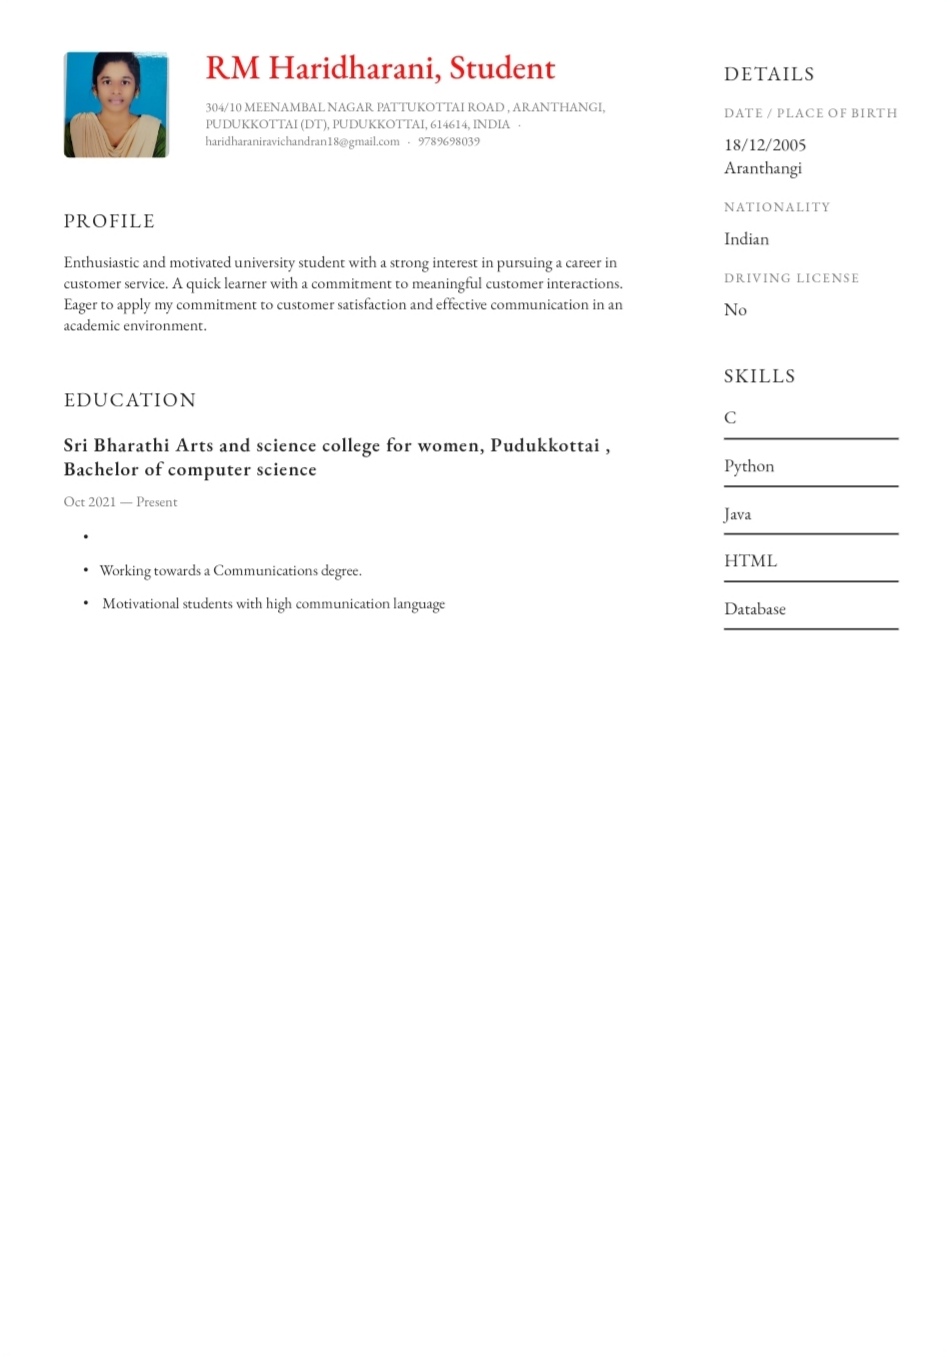 RM Haridharani, Student
304/10 MEENAMBAL NAGAR PATTUKOTTAI ROAD , ARANTHANGI,
PUDUKKOTTAI (DT), PUDUKKOTTAI, 614614, INDIA ·
haridharaniravichandran18@gmail.com · 9789698039
PROFILE
Enthusiastic and motivated university student with a strong interest in pursuing a career in
customer service. A quick learner with a commitment to meaningful customer interactions.
Eager to apply my commitment to customer satisfaction and effective communication in an
academic environment.
EDUCATION
Sri Bharathi Arts and science college for women, Pudukkottai ,
Bachelor of computer science
Oct 2021 — Present
•
• Working towards a Communications degree.
• Motivational students with high communication language
DETAILS
DATE / PLACE OF BIRTH
18/12/2005
Aranthangi
NATIONALITY
Indian
DRIVING LICENSE
No
SKILLS
C
Python
Java
HTML
Database